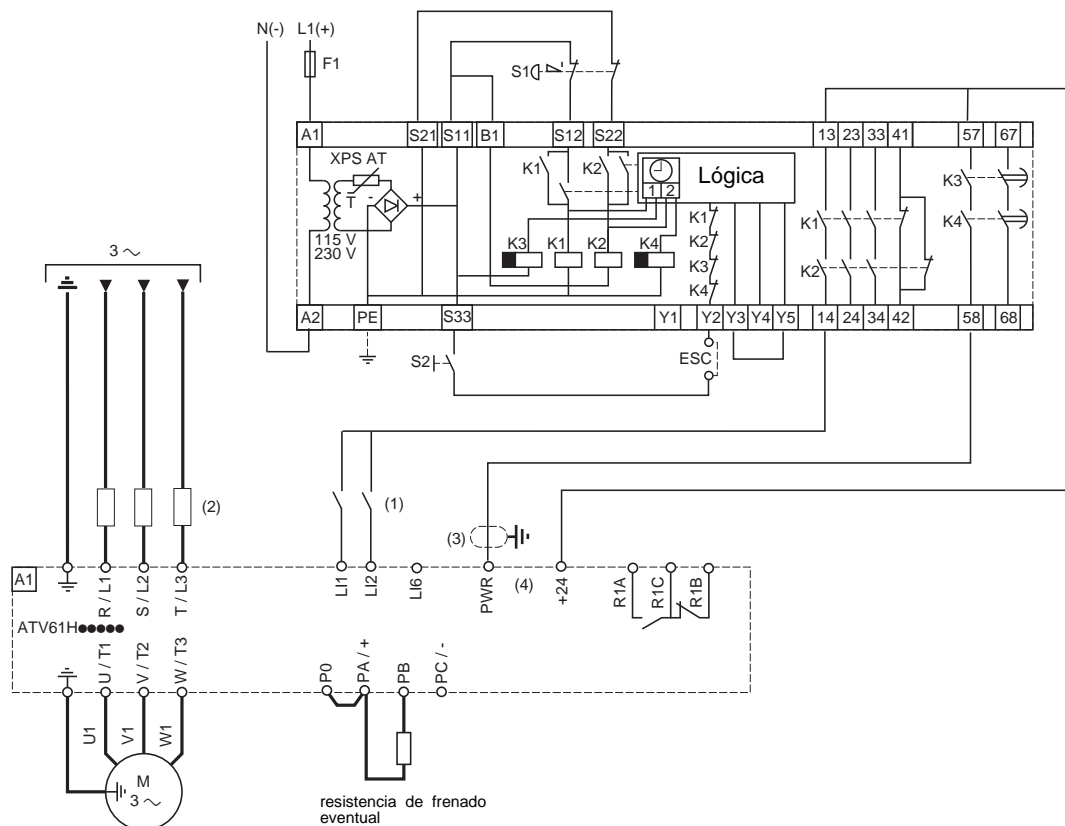 N(-) L1(+)
F1
S1
A1 S21 S11 B1 S12 S22 13 23 33 41 57 67
XPS AT
T
- +
115 V
230 V
K1 K2
1 2
Lógica
K3 K1 K2 K4
K1
K2
K3
K4
K1
K2
K3
K4
A2 PE S33 Y1 Y2 Y3 Y4 Y5 14 24 34 42 58 68
S2
ESC
3 ~
(2)
(1)
(3)
(4)
A1
R / L1
S / L2
T / L3
LI1
LI2
LI6
PWR
+24
R1A
R1C
R1B
ATV61H●●●●●
U / T1
V / T2
W / T3
P0
PA / +
PB
PC / -
U1
V1
W1
M
3 ~
resistencia de frenado
eventual